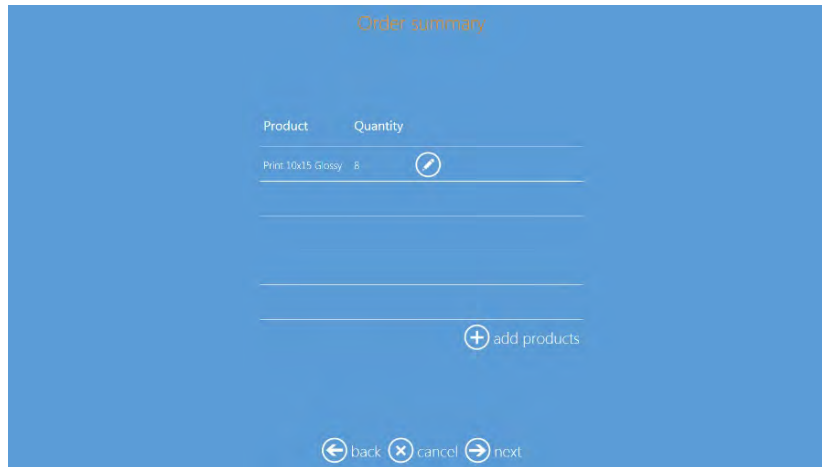 Order summary
Product Quantity
Print 10x15 Glossy 8
add products
back cancel next